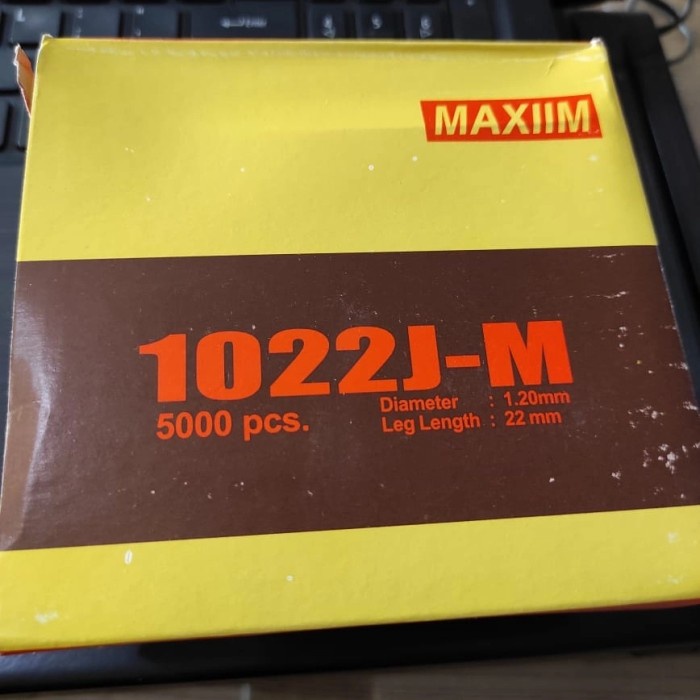 MAXIIM
1022J-M
5000 pcs.
Diameter : 1.20mm
Leg Length : 22 mm